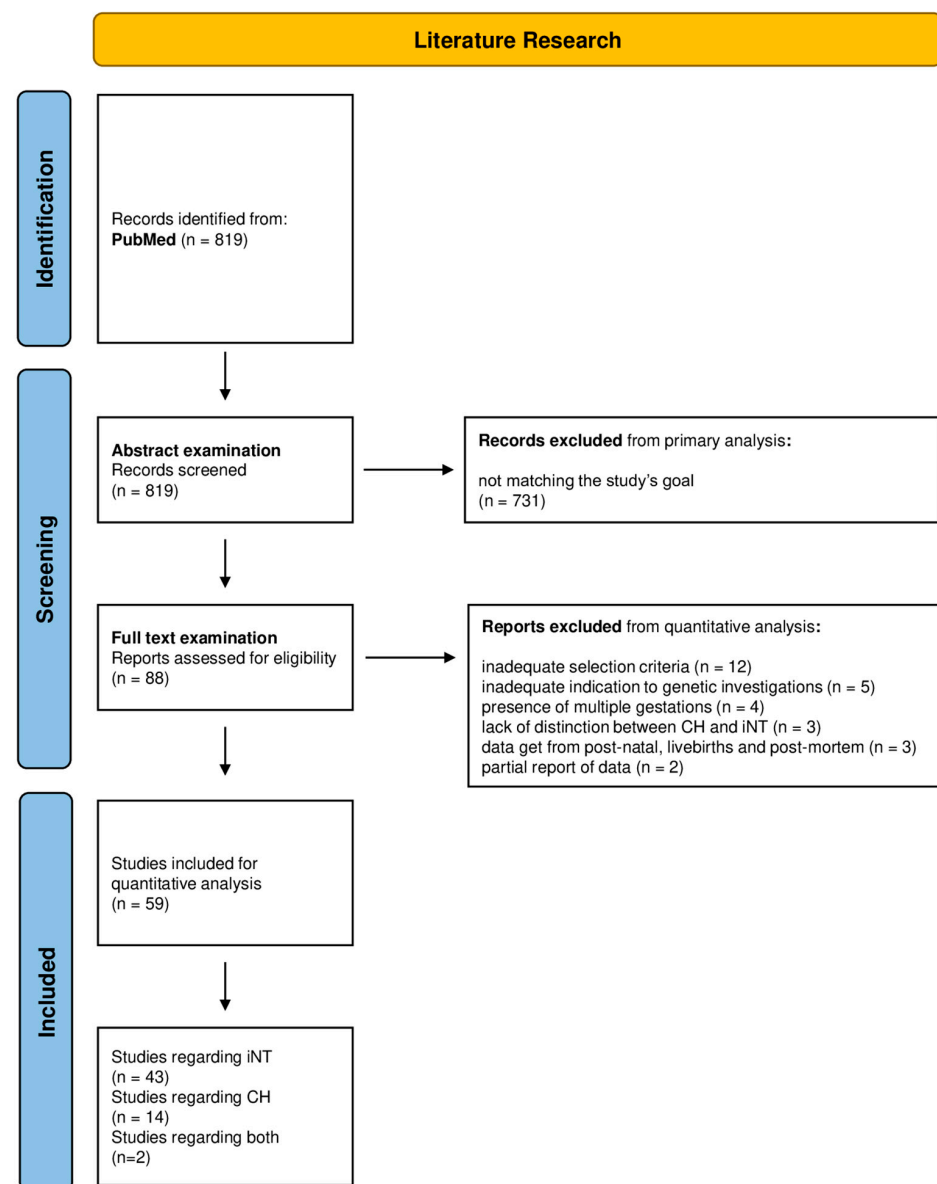 Literature Research
Identification
Records identified from:
PubMed (n = 819)
Screening
Abstract examination
Records screened
(n = 819)
Records excluded from primary analysis:
not matching the study's goal
(n = 731)
Full text examination
Reports assessed for eligibility
(n = 88)
Reports excluded from quantitative analysis:
inadequate selection criteria (n = 12)
inadequate indication to genetic investigations (n = 5)
presence of multiple gestations (n = 4)
lack of distinction between CH and iNT (n = 3)
data get from post-natal, livebirths and post-mortem (n = 3)
partial report of data (n = 2)
Included
Studies included for
quantitative analysis
(n = 59)
Studies regarding iNT
(n = 43)
Studies regarding CH
(n = 14)
Studies regarding both
(n=2)